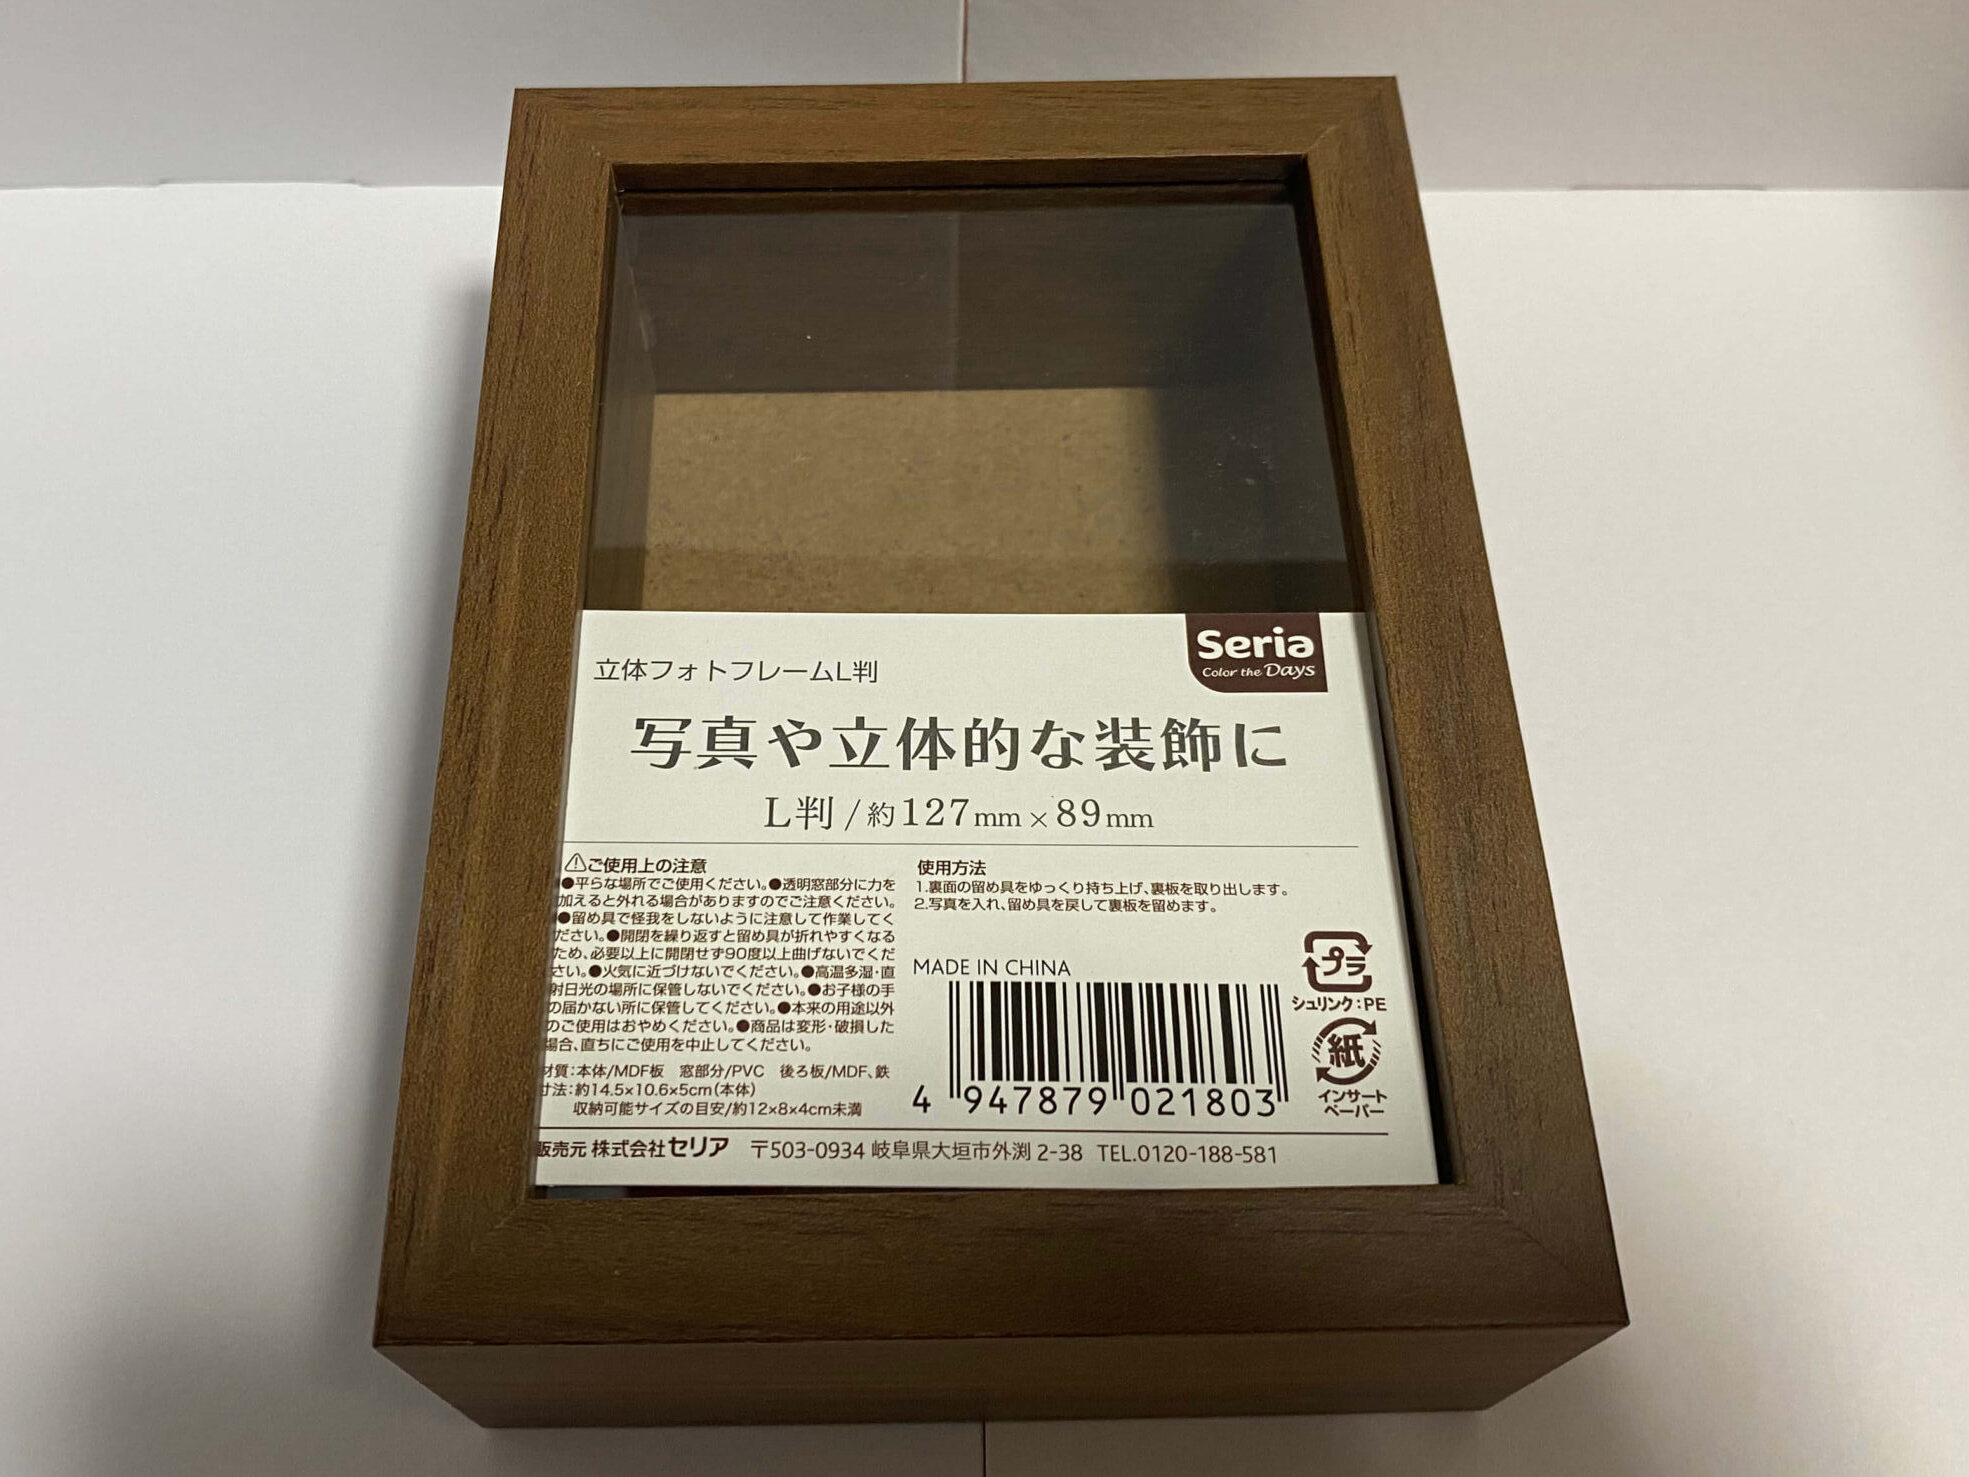 Seria
Color the Days
立体フォトフレームL判
写真や立体的な装飾に
L判/約127mm×89mm
⚠ご使用上の注意
●平らな場所でご使用ください。●透明窓部分に力を
加えると外れる場合がありますのでご注意ください。
●留め具で怪我をしないように注意して作業してく
ださい。●開閉を繰り返すと留め具が折れやすくなる
ため、必要以上に開閉せず90度以上曲げないでくだ
さい。●火気に近づけないでください。●高温多湿・直
射日光の場所に保管しないでください。●お子様の手
の届かない所に保管してください。●本来の用途以外
のご使用はおやめください。●商品は変形・破損した
場合、直ちにご使用を中止してください。
材質:本体/MDF板 窓部分/PVC 後ろ板/MDF、鉄
寸法:約14.5×10.6×5cm(本体)
収納可能サイズの目安/約12×8×4cm未満
使用方法
1.裏面の留め具をゆっくり持ち上げ、裏板を取り出します。
2.写真を入れ、留め具を戻して裏板を留めます。
MADE IN CHINA
4 947879 021803
プラ
シュリンク:PE
紙
インサート
ペーパー
販売元 株式会社セリア 〒503-0934 岐阜県大垣市外渕 2-38 TEL.0120-188-581